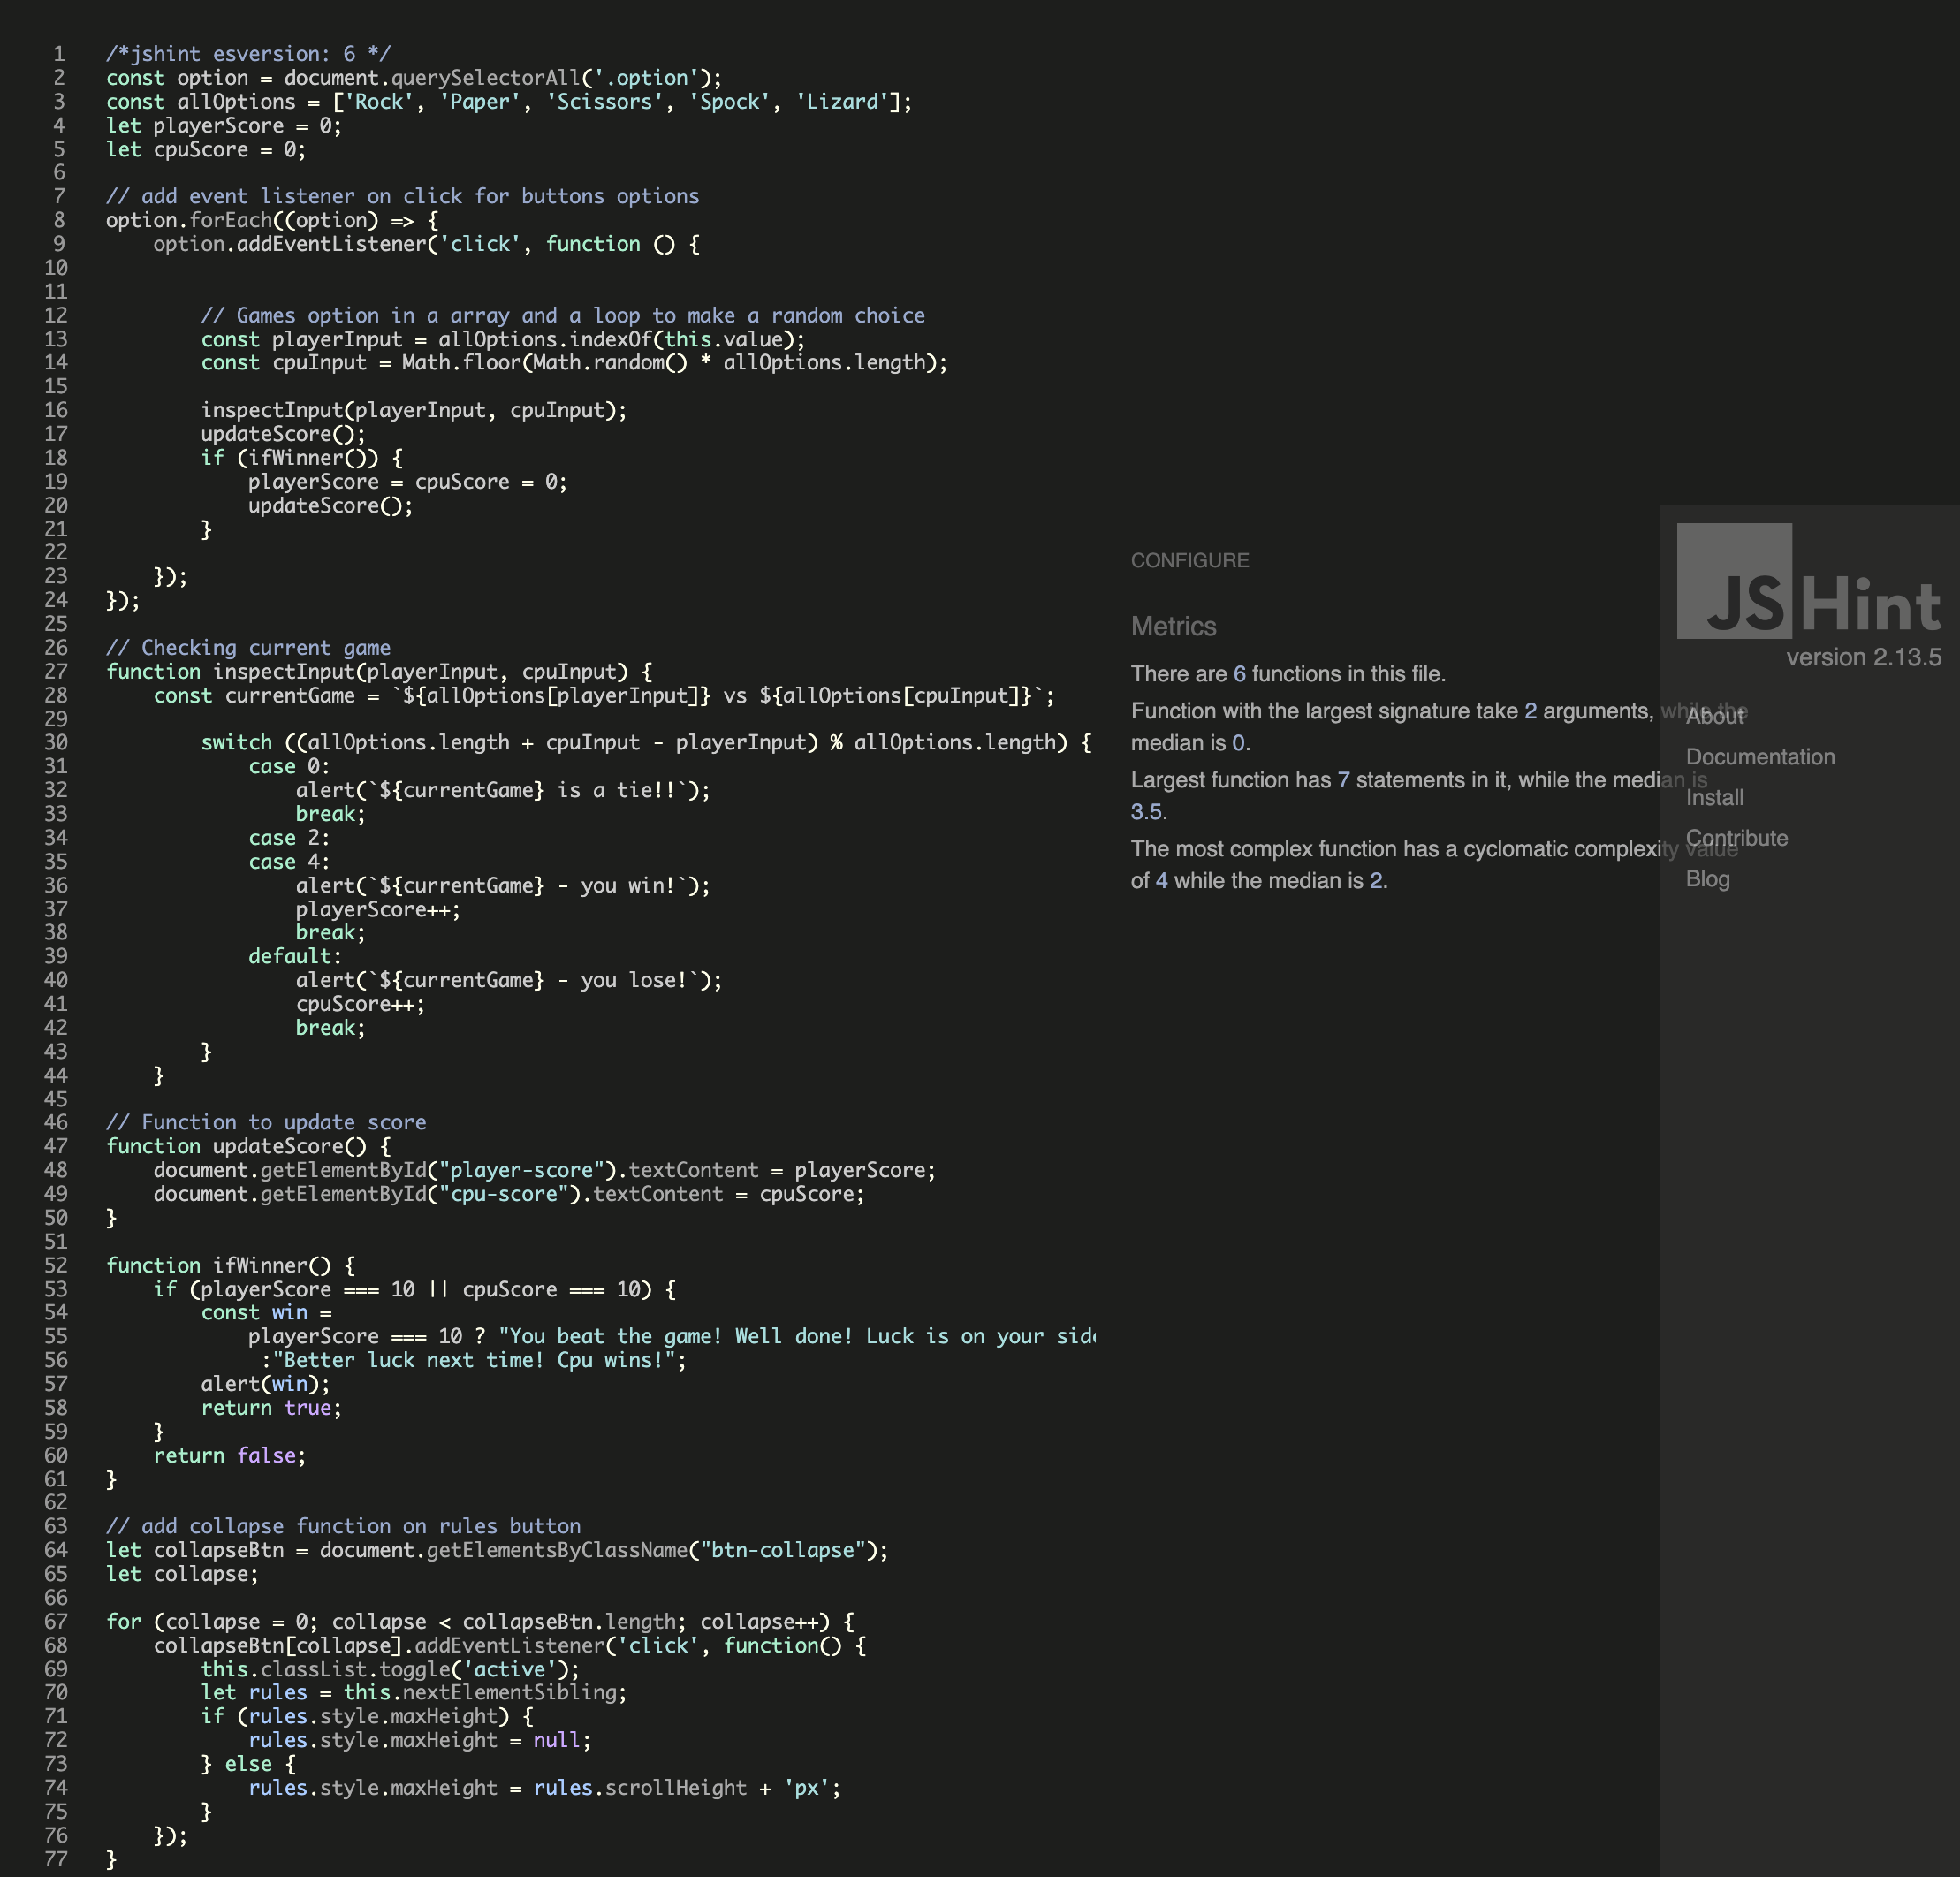 1 /*jshint esversion: 6 */
2 const option = document.querySelectorAll('.option');
3 const allOptions = ['Rock', 'Paper', 'Scissors', 'Spock', 'Lizard'];
4 let playerScore = 0;
5 let cpuScore = 0;
6
7 // add event listener on click for buttons options
8 option.forEach((option) => {
9     option.addEventListener('click', function () {
10
11
12         // Games option in a array and a loop to make a random choice
13         const playerInput = allOptions.indexOf(this.value);
14         const cpuInput = Math.floor(Math.random() * allOptions.length);
15
16         inspectInput(playerInput, cpuInput);
17         updateScore();
18         if (ifWinner()) {
19             playerScore = cpuScore = 0;
20             updateScore();
21         }
22
23     });
24 });
25
26 // Checking current game
27 function inspectInput(playerInput, cpuInput) {
28     const currentGame = `${allOptions[playerInput]} vs ${allOptions[cpuInput]}`;
29
30         switch ((allOptions.length + cpuInput - playerInput) % allOptions.length) {
31             case 0:
32                 alert(`${currentGame} is a tie!!`);
33                 break;
34             case 2:
35             case 4:
36                 alert(`${currentGame} - you win!`);
37                 playerScore++;
38                 break;
39             default:
40                 alert(`${currentGame} - you lose!`);
41                 cpuScore++;
42                 break;
43         }
44     }
45
46 // Function to update score
47 function updateScore() {
48     document.getElementById("player-score").textContent = playerScore;
49     document.getElementById("cpu-score").textContent = cpuScore;
50 }
51
52 function ifWinner() {
53     if (playerScore === 10 || cpuScore === 10) {
54         const win =
55             playerScore === 10 ? "You beat the game! Well done! Luck is on your
56              :"Better luck next time! Cpu wins!";
57         alert(win);
58         return true;
59     }
60     return false;
61 }
62
63 // add collapse function on rules button
64 let collapseBtn = document.getElementsByClassName("btn-collapse");
65 let collapse;
66
67 for (collapse = 0; collapse < collapseBtn.length; collapse++) {
68     collapseBtn[collapse].addEventListener('click', function() {
69         this.classList.toggle('active');
70         let rules = this.nextElementSibling;
71         if (rules.style.maxHeight) {
72             rules.style.maxHeight = null;
73         } else {
74             rules.style.maxHeight = rules.scrollHeight + 'px';
75         }
76     });
77 }
CONFIGURE
Metrics
There are 6 functions in this file.
Function with the largest signature take 2 arguments, while the
median is 0.
Largest function has 7 statements in it, while the median is
3.5.
The most complex function has a cyclomatic complexity value
of 4 while the median is 2.
JSHint
version 2.13.5
About
Documentation
Install
Contribute
Blog